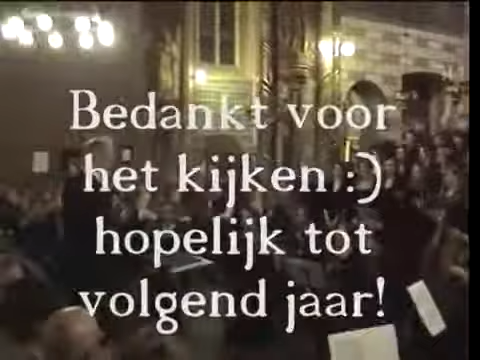 Bedankt voor
het kijken :)
hopelijk tot
volgend jaar!